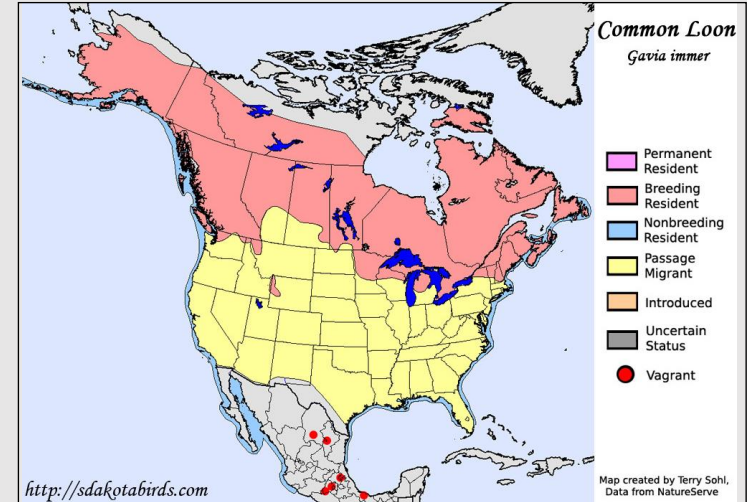 Common Loon
Gavia immer
Permanent
Resident
Breeding
Resident
Nonbreeding
Resident
Passage
Migrant
Introduced
Uncertain
Status
Vagrant
http://sdakotabirds.com
Map created by Terry Sohl,
Data from NatureServe